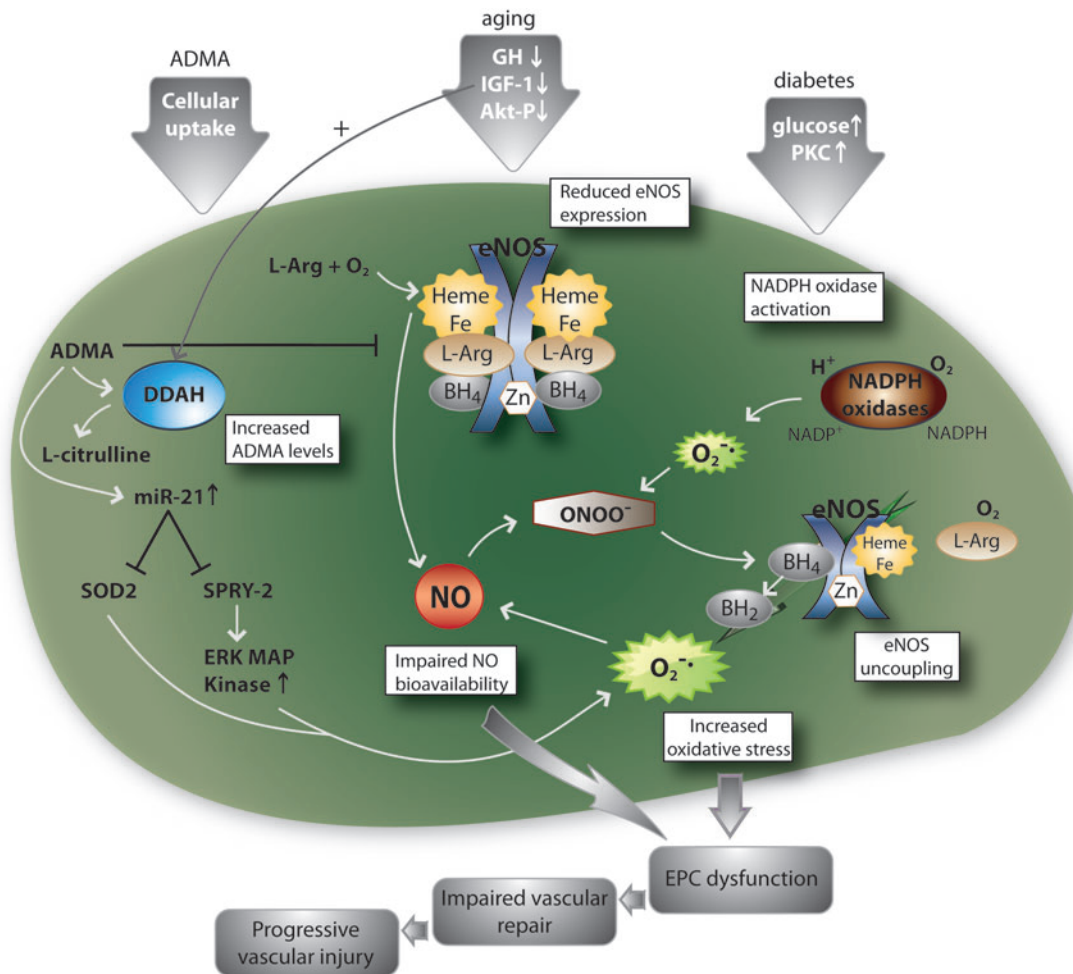 aging
ADMA
GH ↓
IGF-1 ↓
Akt-P ↓
diabetes
Cellular
uptake
glucose ↑
PKC ↑
+
Reduced eNOS
expression
eNOS
L-Arg + O₂
Heme
Fe
Heme
Fe
NADPH oxidase
activation
ADMA
L-Arg
L-Arg
DDAH
BH₄
Zn
BH₄
H⁺
O₂
NADPH
oxidases
NADP⁺
NADPH
Increased
ADMA levels
L-citrulline
O₂⁻•
miR-21 ↑
ONOO⁻
eNOS
O₂
L-Arg
Heme
Fe
BH₄
Zn
BH₂
SOD2
SPRY-2
NO
ERK MAP
Kinase ↑
Impaired NO
bioavailability
O₂⁻•
eNOS
uncoupling
Increased
oxidative stress
EPC dysfunction
Impaired vascular
repair
Progressive
vascular injury